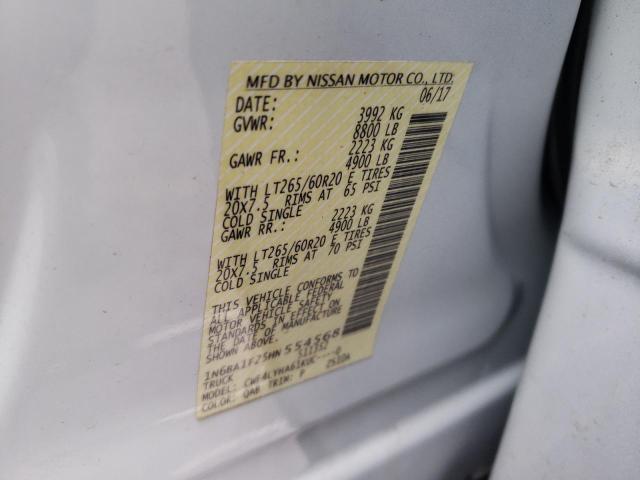 MFD BY NISSAN MOTOR CO., LTD.
DATE: 06/17
GVWR: 3992 KG
8800 LB
GAWR FR.: 2223 KG
4900 LB
WITH LT265/60R20 E TIRES
20X7.5 RIMS AT 65 PSI
COLD SINGLE
GAWR RR.: 2223 KG
4900 LB
WITH LT265/60R20 E TIRES
20X7.5 RIMS AT 70 PSI
COLD SINGLE
THIS VEHICLE CONFORMS TO
ALL APPLICABLE FEDERAL
MOTOR VEHICLE SAFETY
STANDARDS IN EFFECT ON
THE DATE OF MANUFACTURE
SHOWN ABOVE.
1N6BA1F25HN554568
TRUCK
MODEL:
COLOR: QAB TRIM: P